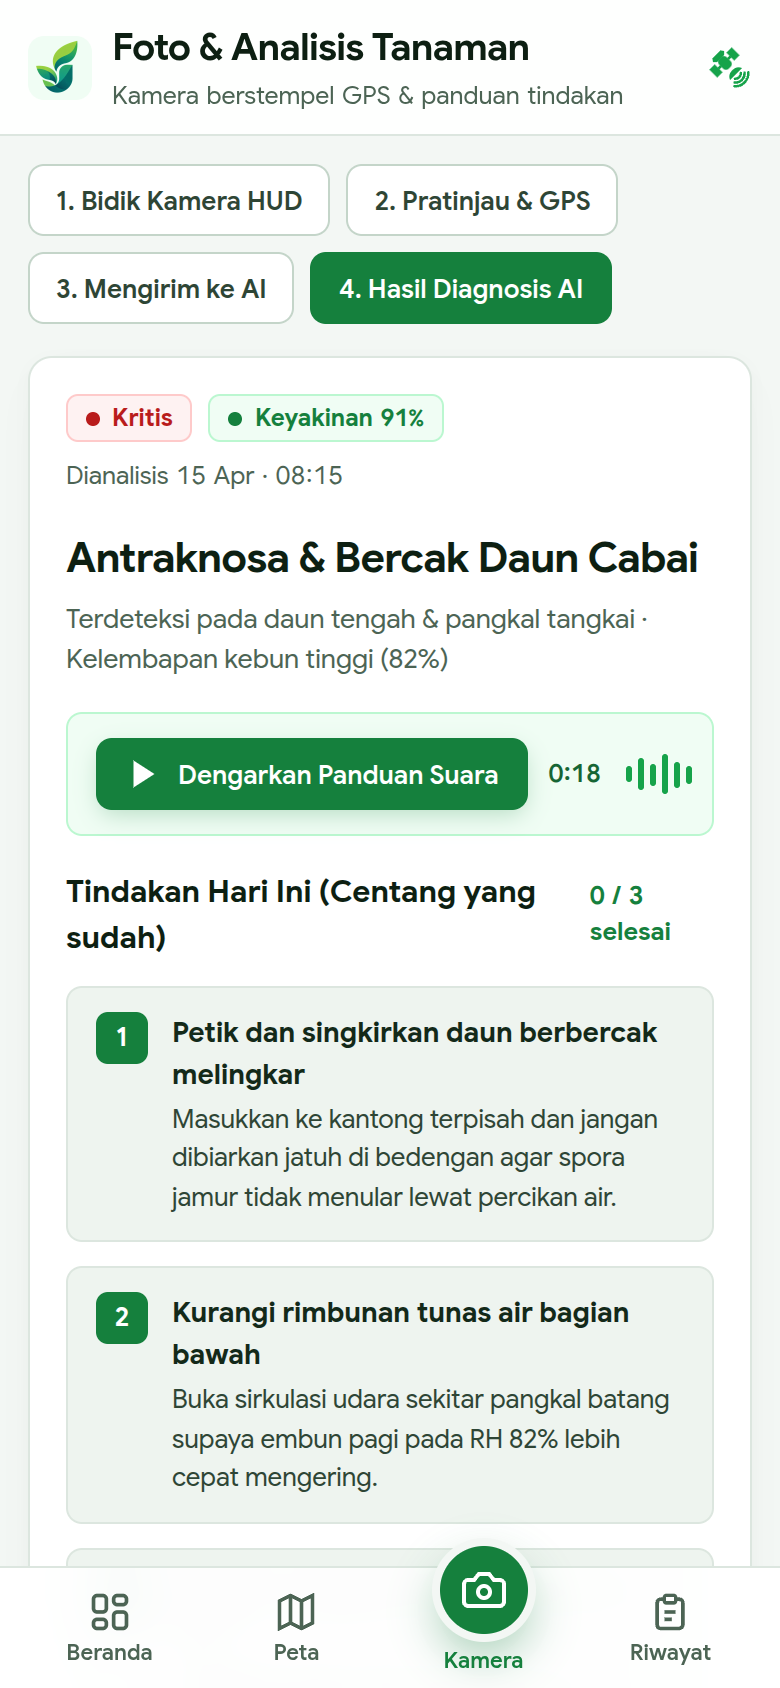 Foto & Analisis Tanaman
Kamera berstempel GPS & panduan tindakan
1. Bidik Kamera HUD
2. Pratinjau & GPS
3. Mengirim ke AI
4. Hasil Diagnosis AI
Kritis
Keyakinan 91%
Dianalisis 15 Apr · 08:15
Antraknosa & Bercak Daun Cabai
Terdeteksi pada daun tengah & pangkal tangkai ·
Kelembapan kebun tinggi (82%)
Dengarkan Panduan Suara
0:18
Tindakan Hari Ini (Centang yang
sudah)
0 / 3
selesai
1
Petik dan singkirkan daun berbercak
melingkar
Masukkan ke kantong terpisah dan jangan
dibiarkan jatuh di bedengan agar spora
jamur tidak menular lewat percikan air.
2
Kurangi rimbunan tunas air bagian
bawah
Buka sirkulasi udara sekitar pangkal batang
supaya embun pagi pada RH 82% lebih
cepat mengering.
Beranda
Peta
Kamera
Riwayat